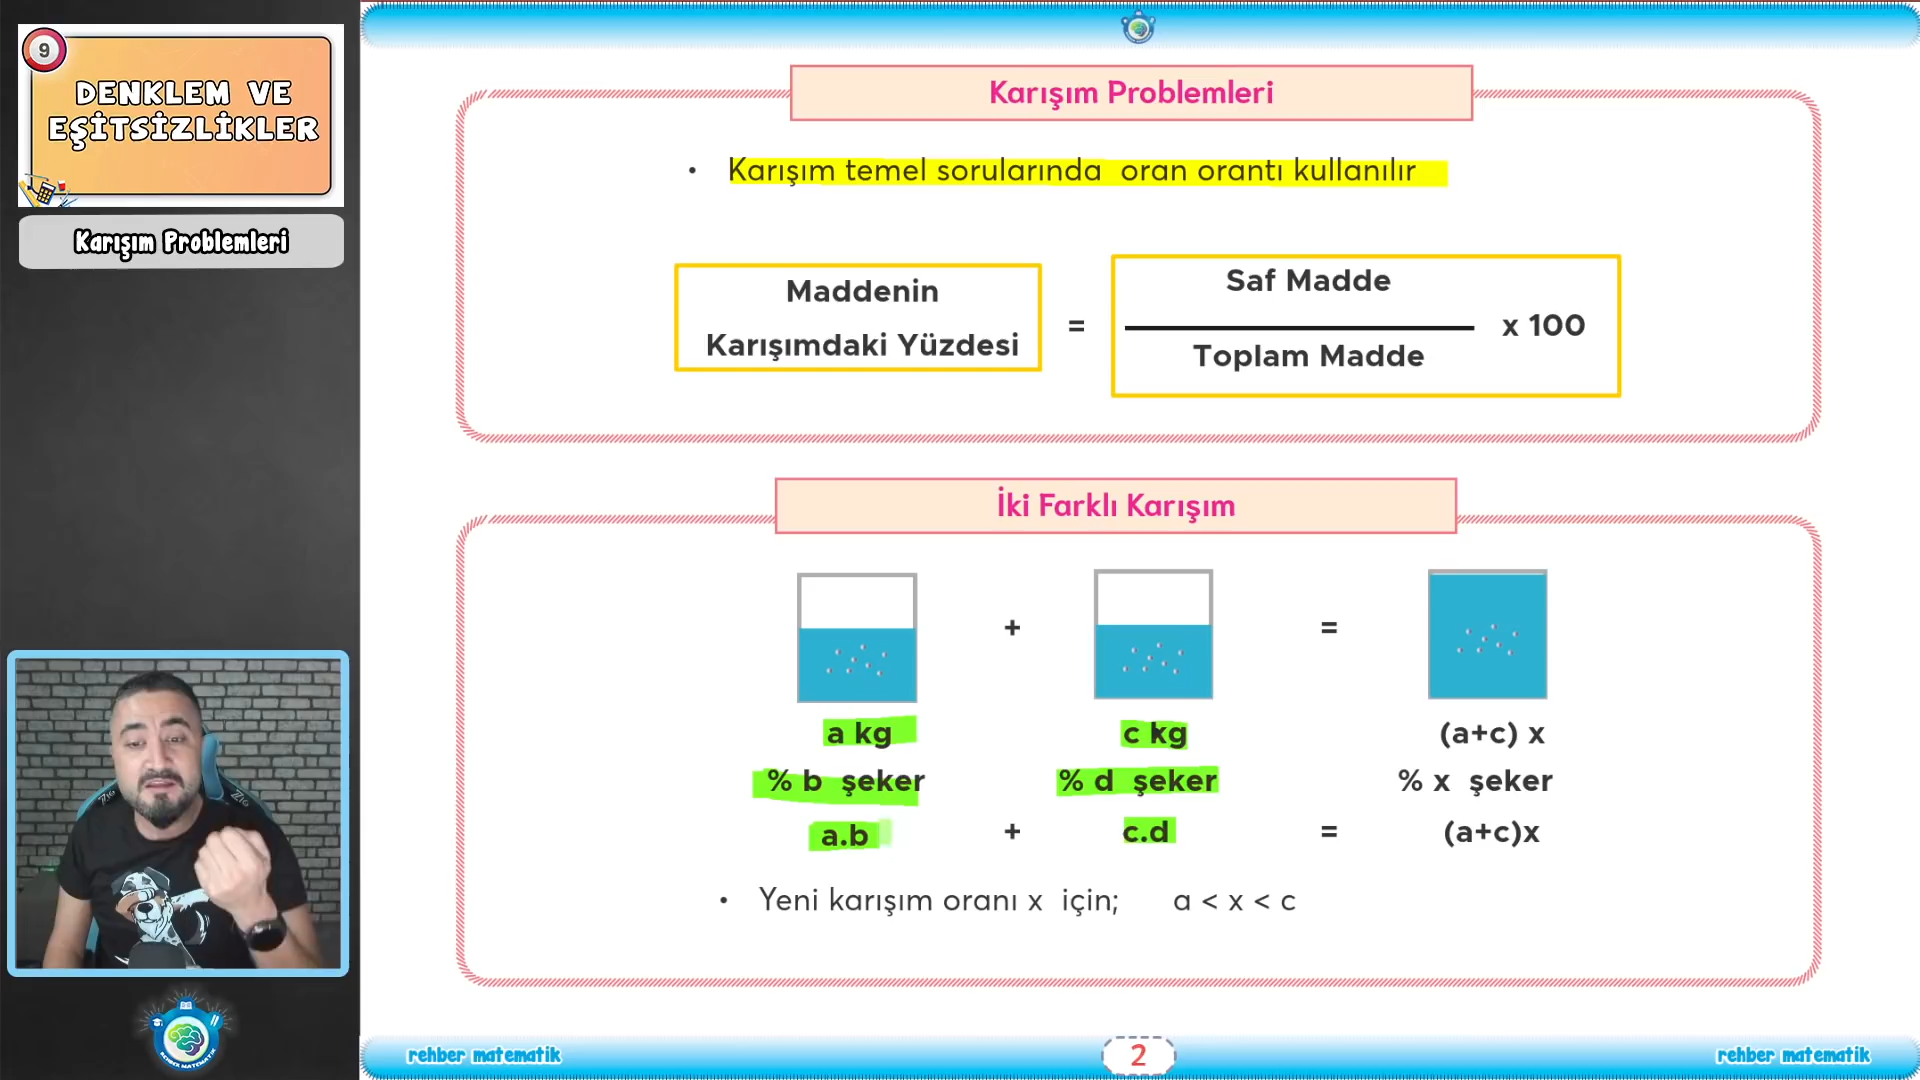 9
DENKLEM VE
EŞİTSİZLİKLER
Karışım Problemleri
Karışım Problemleri
• Karışım temel sorularında oran orantı kullanılır
Maddenin
Karışımdaki Yüzdesi
=
Saf Madde
Toplam Madde
x 100
İki Farklı Karışım
+ =
a kg c kg (a+c) x
% b şeker % d şeker % x şeker
a.b + c.d = (a+c)x
• Yeni karışım oranı x için; a < x < c
REHBER MATEMATİK
rehber matematik
2
rehber matematik